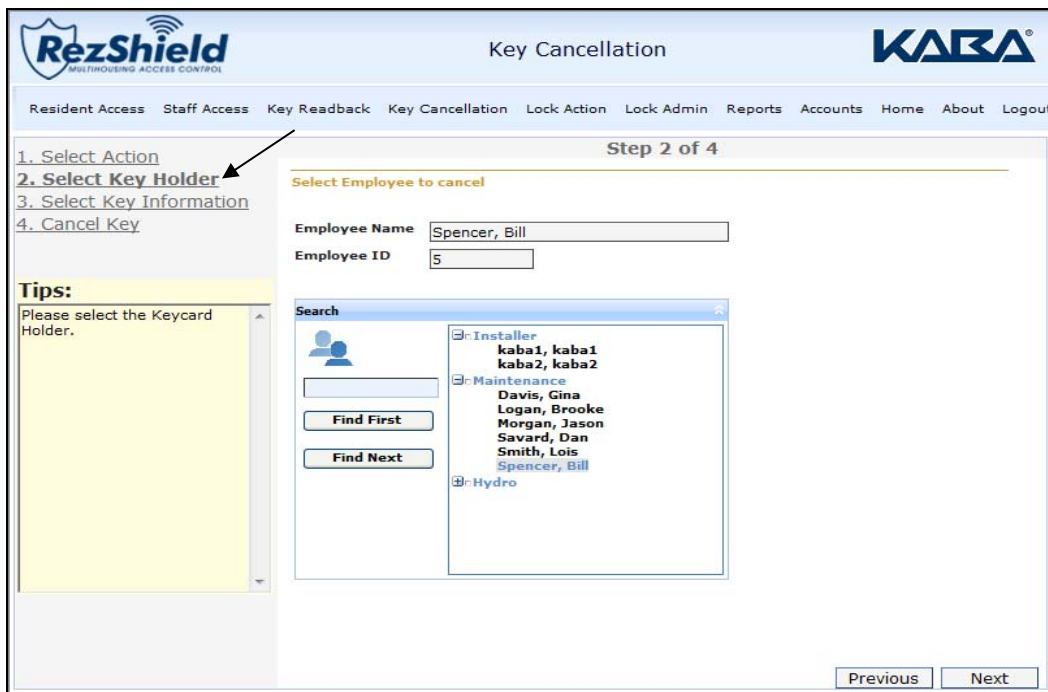 RezShield
MULTIHOUSING ACCESS CONTROL
Key Cancellation
KABA®
Resident Access Staff Access Key Readback Key Cancellation Lock Action Lock Admin Reports Accounts Home About Logout
1. Select Action
2. Select Key Holder
3. Select Key Information
4. Cancel Key
Tips:
Please select the Keycard
Holder.
Step 2 of 4
Select Employee to cancel
Employee Name Spencer, Bill
Employee ID 5
Search
Find First
Find Next
Installer
kaba1, kaba1
kaba2, kaba2
Maintenance
Davis, Gina
Logan, Brooke
Morgan, Jason
Savard, Dan
Smith, Lois
Spencer, Bill
Hydro
Previous Next